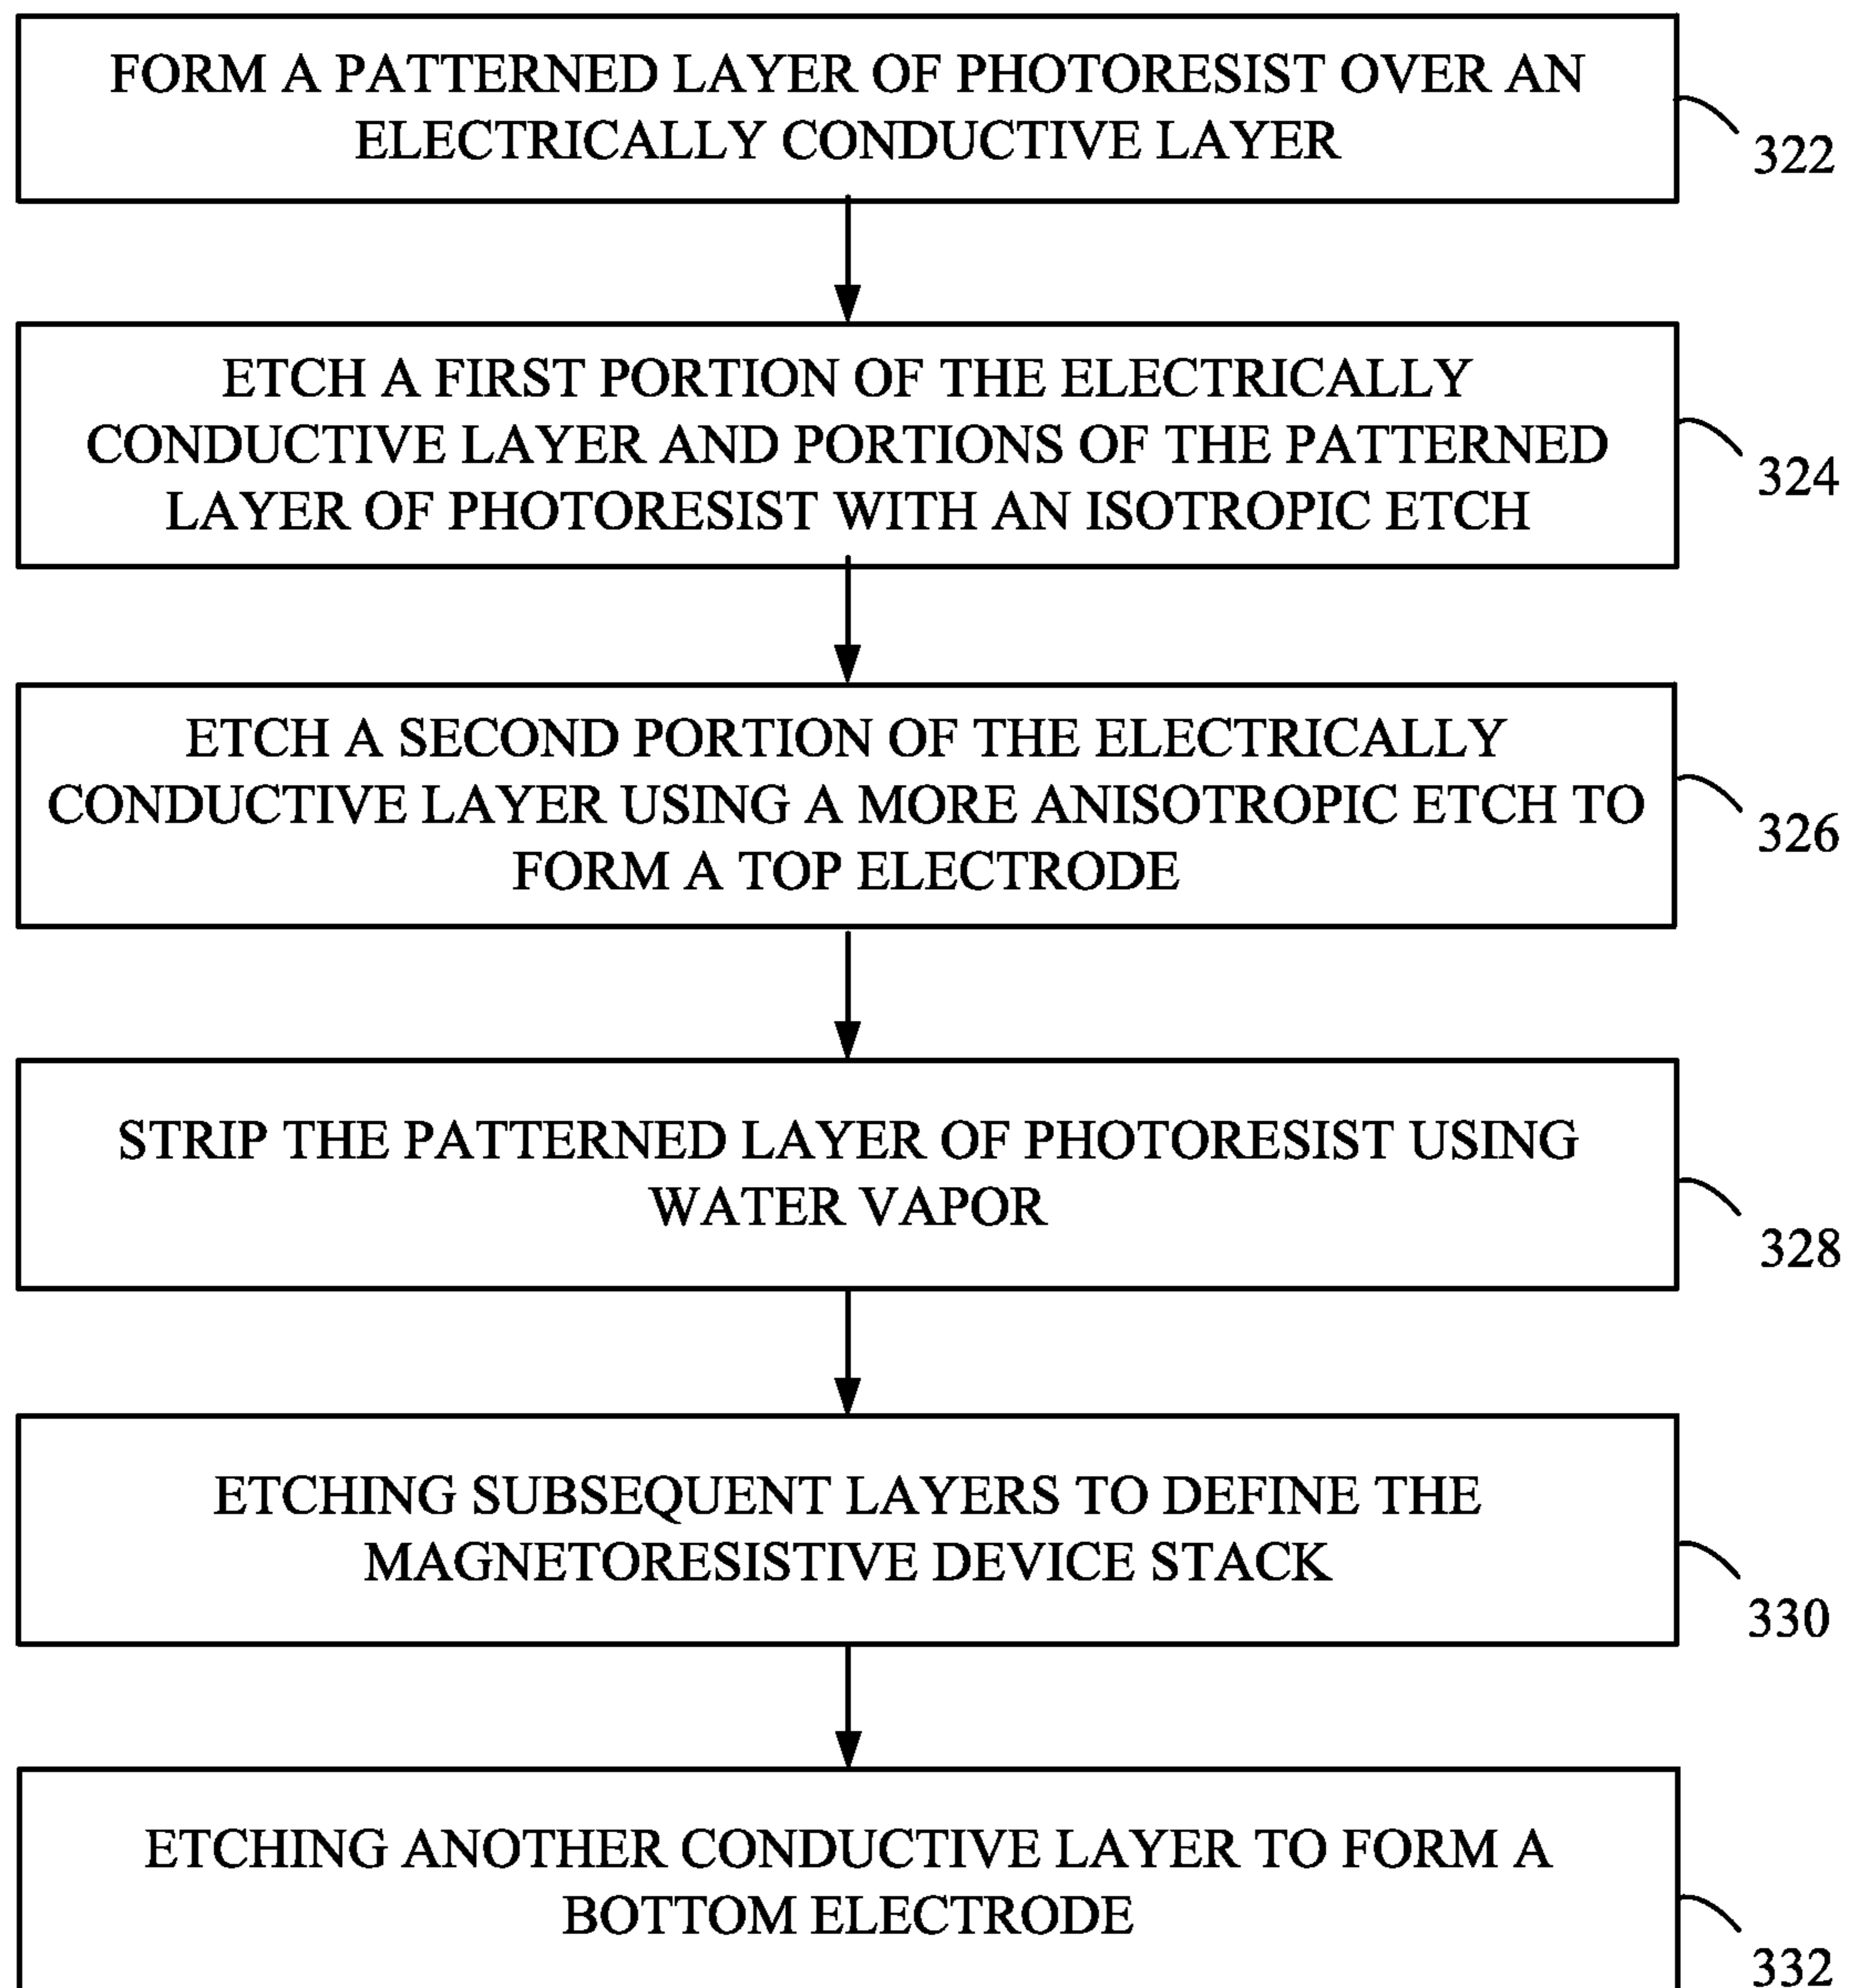 FORM A PATTERNED LAYER OF PHOTORESIST OVER AN
ELECTRICALLY CONDUCTIVE LAYER
322
ETCH A FIRST PORTION OF THE ELECTRICALLY
CONDUCTIVE LAYER AND PORTIONS OF THE PATTERNED
LAYER OF PHOTORESIST WITH AN ISOTROPIC ETCH
324
ETCH A SECOND PORTION OF THE ELECTRICALLY
CONDUCTIVE LAYER USING A MORE ANISOTROPIC ETCH TO
FORM A TOP ELECTRODE
326
STRIP THE PATTERNED LAYER OF PHOTORESIST USING
WATER VAPOR
328
ETCHING SUBSEQUENT LAYERS TO DEFINE THE
MAGNETORESISTIVE DEVICE STACK
330
ETCHING ANOTHER CONDUCTIVE LAYER TO FORM A
BOTTOM ELECTRODE
332